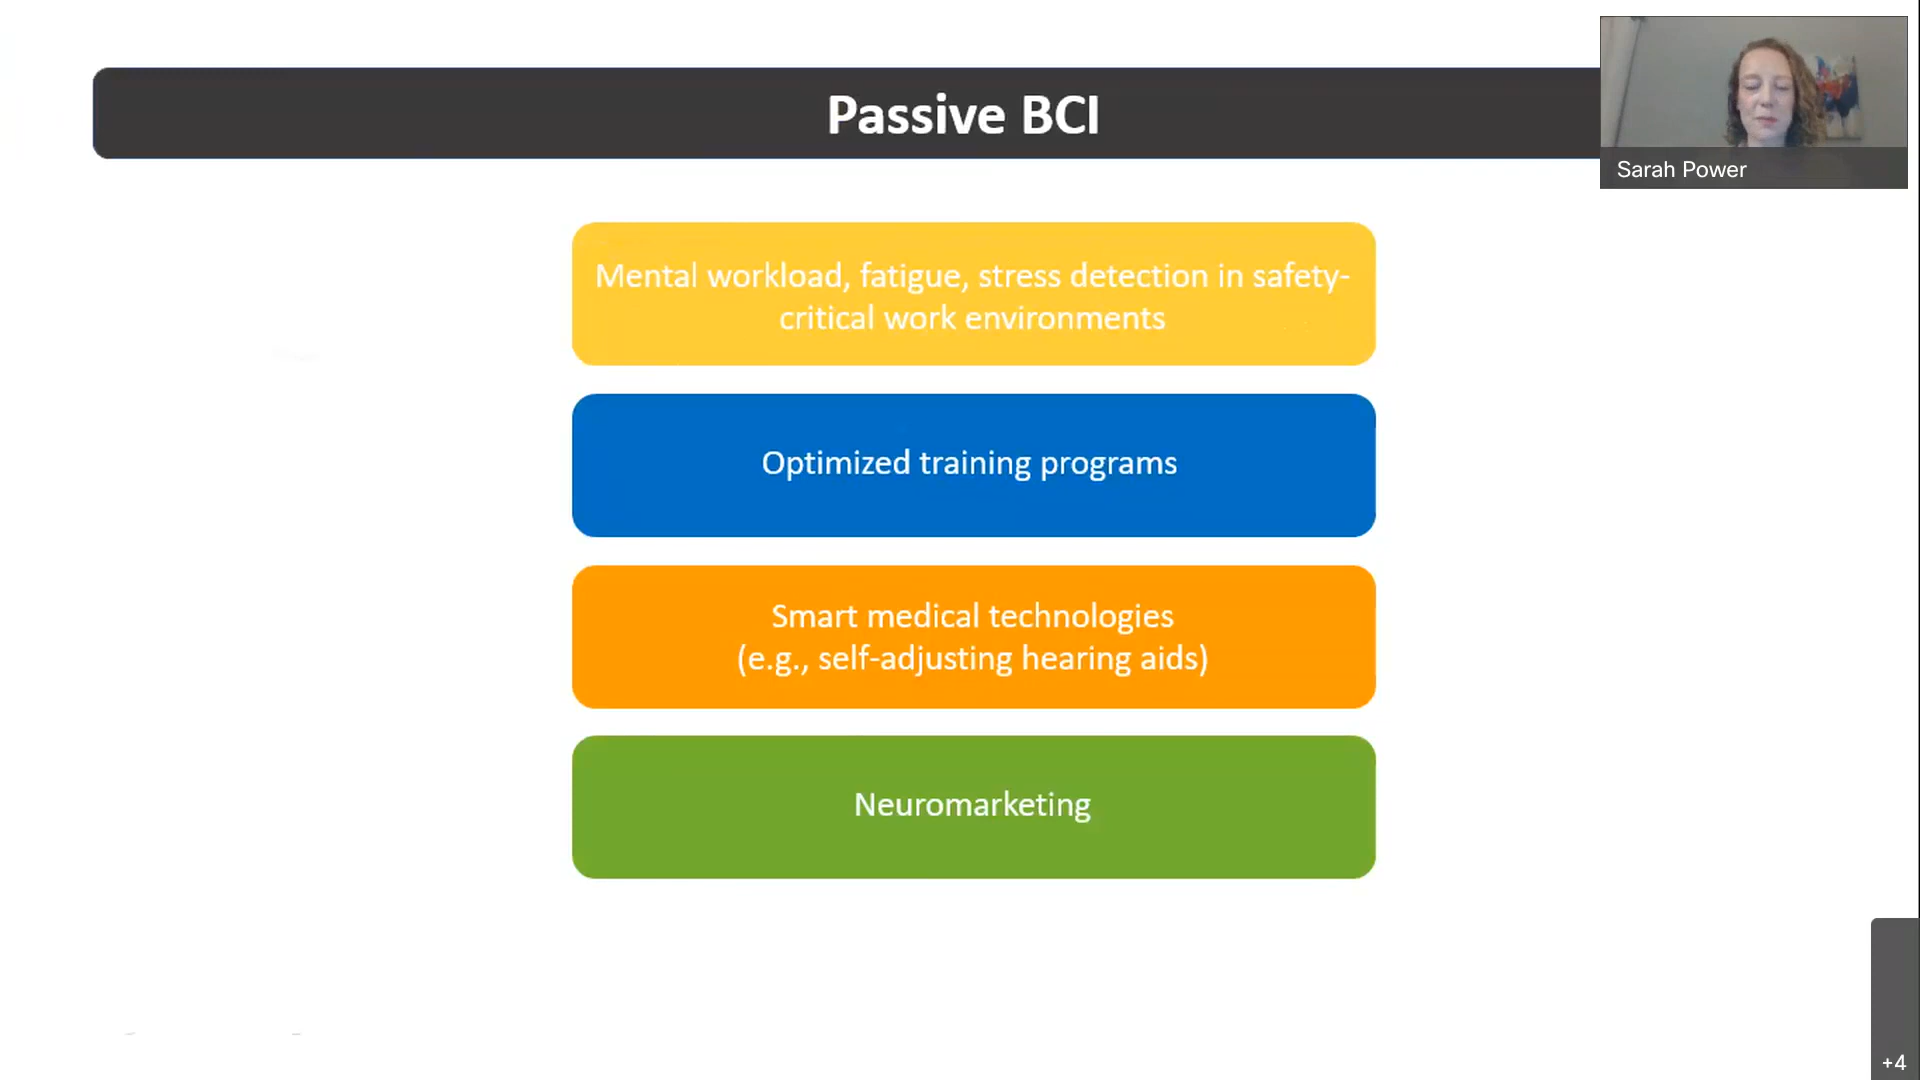 Passive BCI
Sarah Power
Mental workload, fatigue, stress detection in safety-
critical work environments
Optimized training programs
Smart medical technologies
(e.g., self-adjusting hearing aids)
Neuromarketing
+4